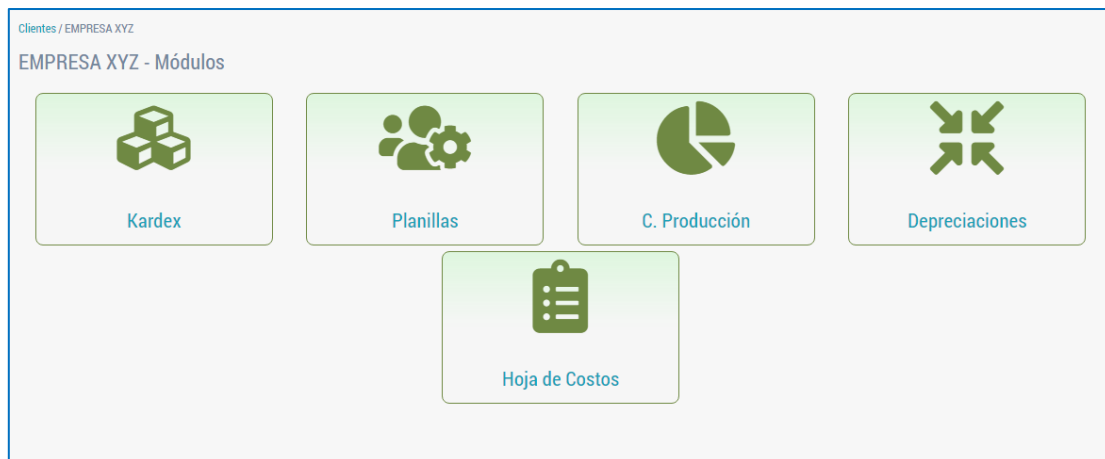 Clientes / EMPRESA XYZ
EMPRESA XYZ - Módulos
Kardex
Planillas
C. Producción
Depreciaciones
Hoja de Costos